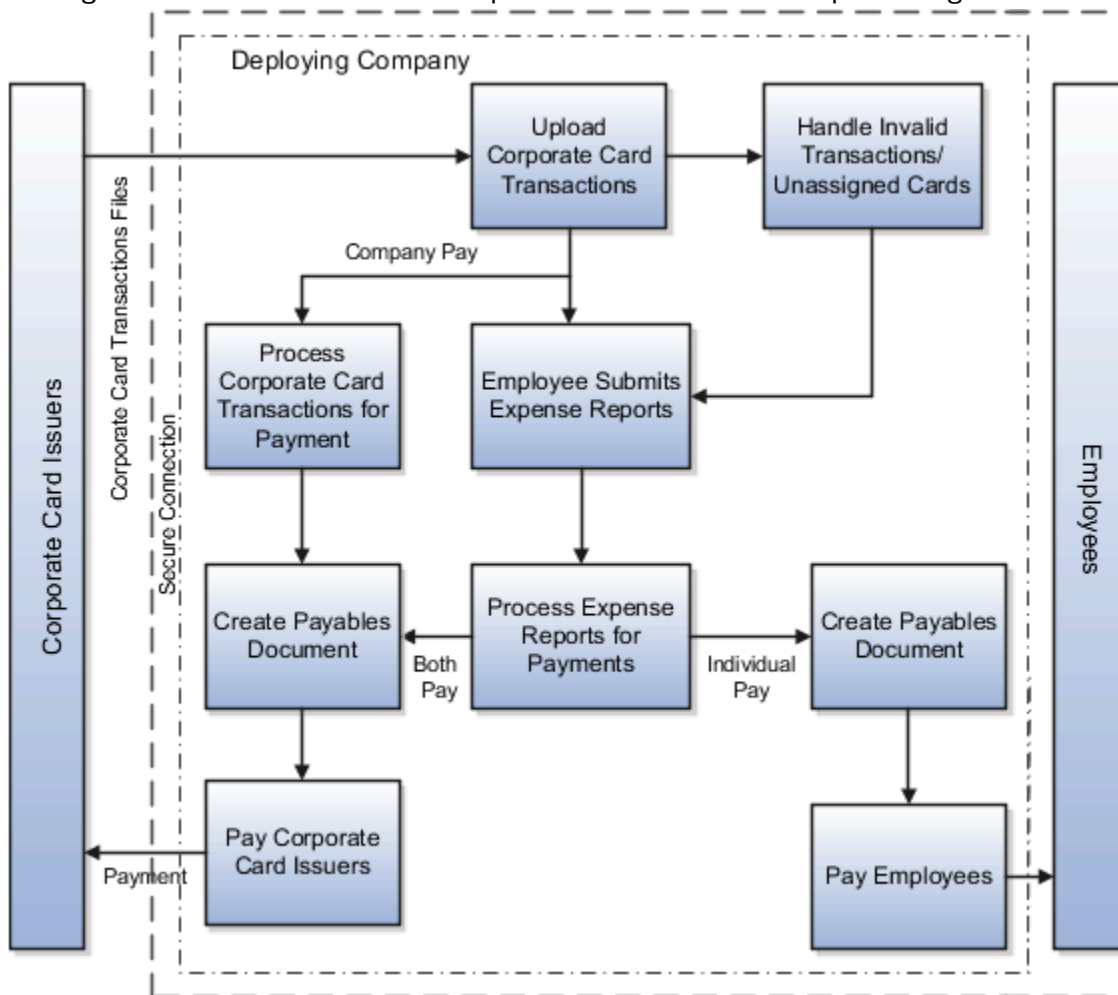 Deploying Company
Upload
Corporate Card
Transactions
Handle Invalid
Transactions/
Unassigned Cards
Corporate Card Issuers
Corporate Card Transactions Files
Secure Connection
Company Pay
Process
Corporate Card
Transactions for
Payment
Employee Submits
Expense Reports
Employees
Create Payables
Document
Both
Pay
Process Expense
Reports for
Payments
Individual
Pay
Create Payables
Document
Pay Corporate
Card Issuers
Payment
Pay Employees